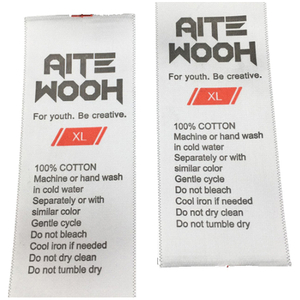 AITE
WOOH
For youth. Be creative.
XL
100% COTTON
Machine or hand wash
in cold water
Separately or with
similar color
Gentle cycle
Do not bleach
Cool iron if needed
Do not dry clean
Do not tumble dry
AITE
WOOH
For youth. Be creative.
XL
100% COTTON
Machine or hand wash
in cold water
Separately or with
similar color
Gentle cycle
Do not bleach
Cool iron if needed
Do not dry clean
Do not tumble dry